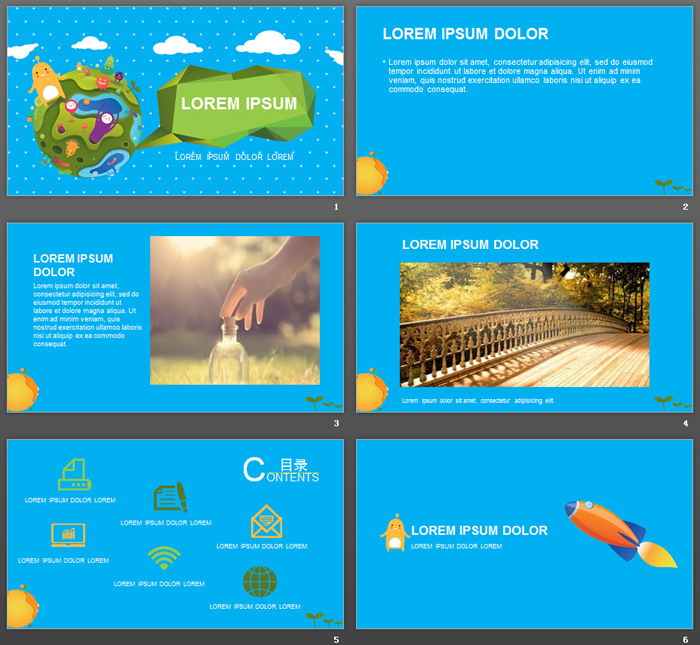 LOREM IPSUM
LOREM IPSUM DOLOR LOREM
1
LOREM IPSUM DOLOR
• Lorem ipsum dolor sit amet, consectetur adipisicing elit, sed do
eiusmod tempor incididunt ut labore et dolore magna aliqua. Ut
enim ad minim veniam, quis nostrud exercitation ullamco
laboris nisi ut aliquip ex ea
commodo consequat.
2
LOREM IPSUM
DOLOR
Lorem ipsum dolor sit amet,
consectetur adipisicing elit, sed do
eiusmod tempor incididunt ut labore
et dolore magna aliqua. Ut enim ad
minim veniam, quis
nostrud exercitation ullamco laboris
nisi ut aliquip ex ea commodo
consequat.
3
LOREM IPSUM DOLOR
Lorem ipsum dolor sit amet, consectetur adipisicing elit.
4
C 目录
ONTENTS
LOREM IPSUM DOLOR LOREM
LOREM IPSUM DOLOR LOREM
LOREM IPSUM DOLOR LOREM
LOREM IPSUM DOLOR LOREM
LOREM IPSUM DOLOR LOREM
LOREM IPSUM DOLOR LOREM
5
LOREM IPSUM DOLOR
LOREM IPSUM DOLOR LOREM
6